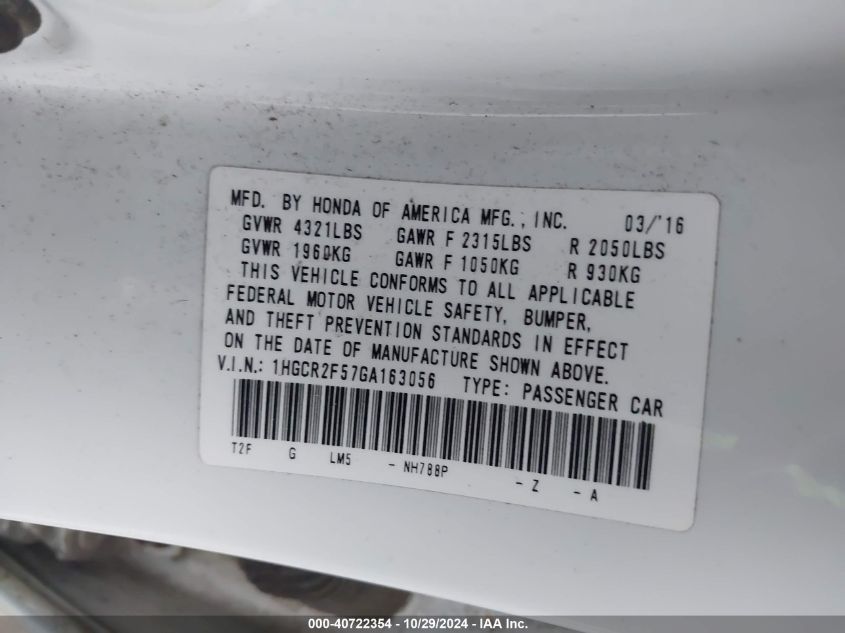 MFD. BY HONDA OF AMERICA MFG., INC. 03/'16
GVWR 4321LBS GAWR F 2315LBS R 2050LBS
GVWR 1960KG GAWR F 1050KG R 930KG
THIS VEHICLE CONFORMS TO ALL APPLICABLE
FEDERAL MOTOR VEHICLE SAFETY, BUMPER,
AND THEFT PREVENTION STANDARDS IN EFFECT
ON THE DATE OF MANUFACTURE SHOWN ABOVE.
V.I.N.: 1HGCR2F57GA163056 TYPE: PASSENGER CAR
T2F G LM5 - NH788P - Z - A
000-40722354 - 10/29/2024 - IAA Inc.